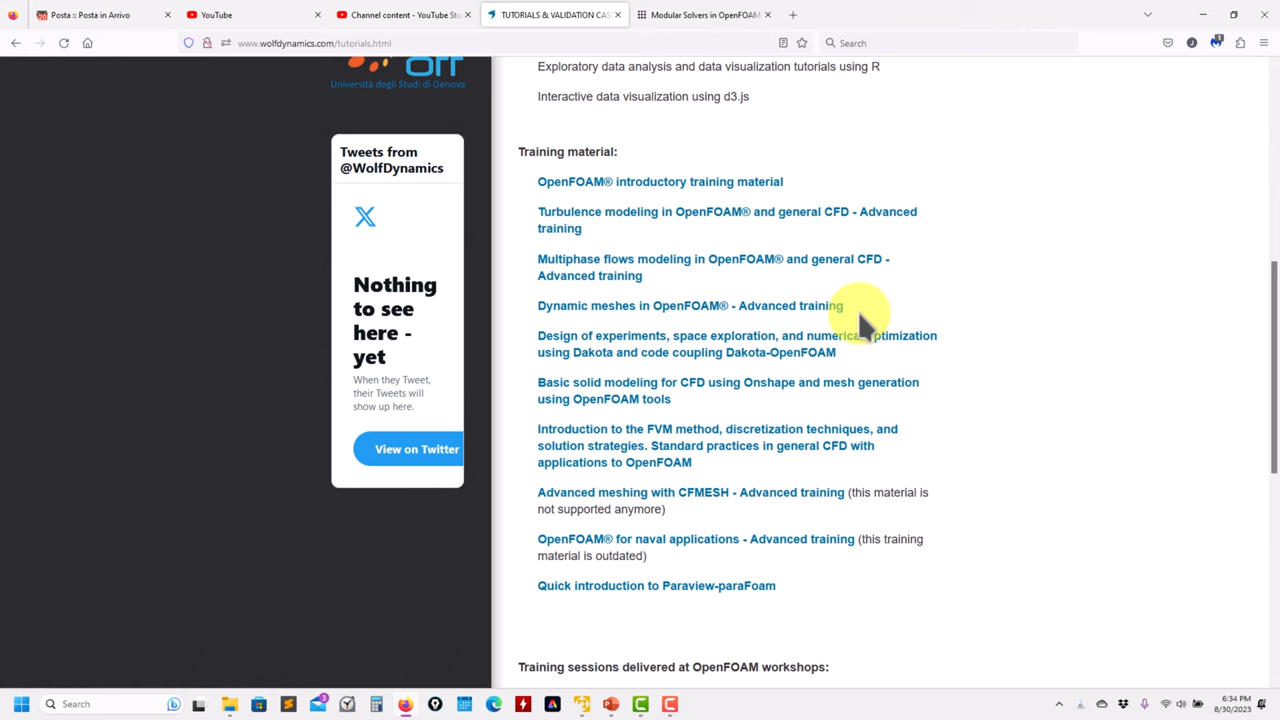 Posta :: Posta in Arrivo
YouTube
Channel content - YouTube Stu
TUTORIALS & VALIDATION CAS
Modular Solvers in OpenFOAM
www.wolfdynamics.com/tutorials.html
Search
off
Università degli Studi di Genova
Exploratory data analysis and data visualization tutorials using R
Interactive data visualization using d3.js
Tweets from
@WolfDynamics
Nothing
to see
here -
yet
When they Tweet,
their Tweets will
show up here.
View on Twitter
Training material:
OpenFOAM® introductory training material
Turbulence modeling in OpenFOAM® and general CFD - Advanced
training
Multiphase flows modeling in OpenFOAM® and general CFD -
Advanced training
Dynamic meshes in OpenFOAM® - Advanced training
Design of experiments, space exploration, and numerical optimization
using Dakota and code coupling Dakota-OpenFOAM
Basic solid modeling for CFD using Onshape and mesh generation
using OpenFOAM tools
Introduction to the FVM method, discretization techniques, and
solution strategies. Standard practices in general CFD with
applications to OpenFOAM
Advanced meshing with CFMESH - Advanced training (this material is
not supported anymore)
OpenFOAM® for naval applications - Advanced training (this training
material is outdated)
Quick introduction to Paraview-paraFoam
Training sessions delivered at OpenFOAM workshops:
Search
3
6:34 PM
8/30/2023